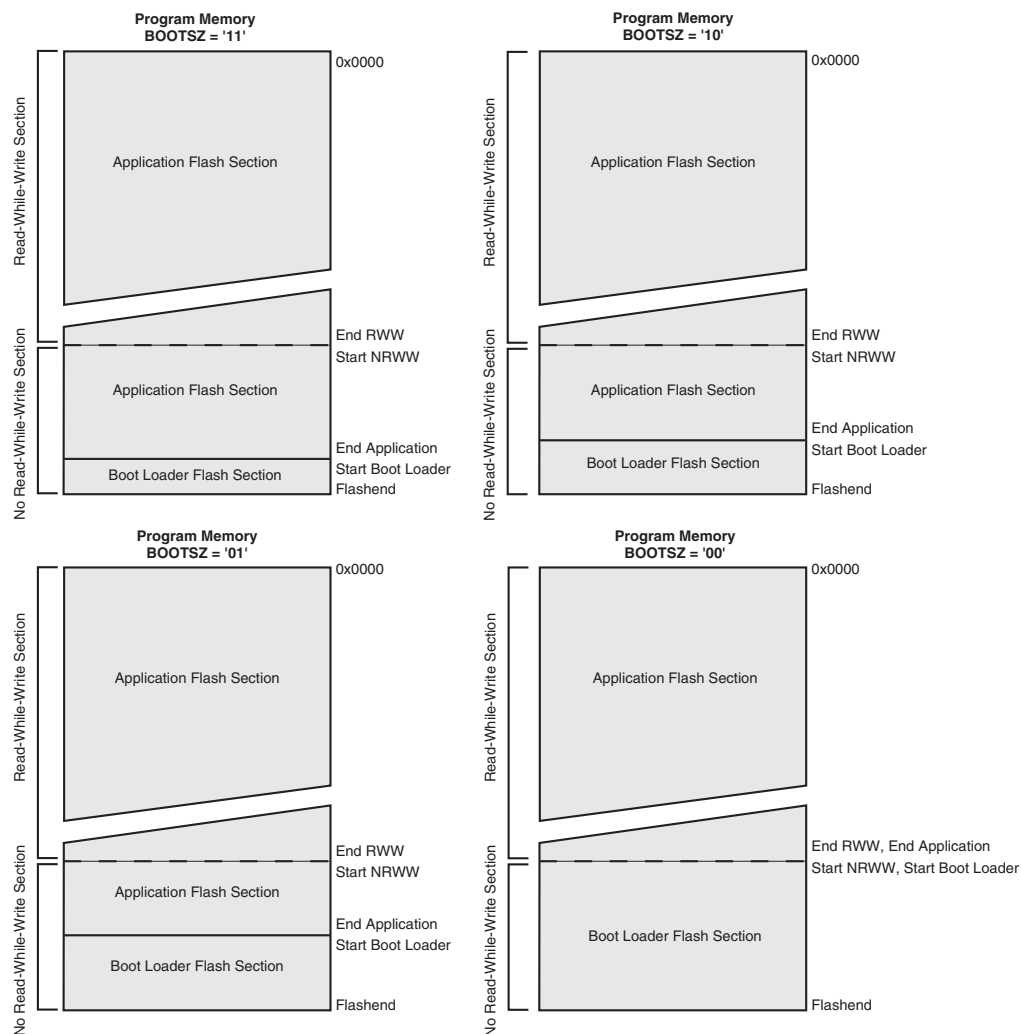 Program Memory
BOOTSZ = '11'
0x0000
Read-While-Write Section
Application Flash Section
End RWW
Start NRWW
No Read-While-Write Section
Application Flash Section
End Application
Start Boot Loader
Boot Loader Flash Section
Flashend
Program Memory
BOOTSZ = '10'
0x0000
Read-While-Write Section
Application Flash Section
End RWW
Start NRWW
No Read-While-Write Section
Application Flash Section
End Application
Start Boot Loader
Boot Loader Flash Section
Flashend
Program Memory
BOOTSZ = '01'
0x0000
Read-While-Write Section
Application Flash Section
End RWW
Start NRWW
No Read-While-Write Section
Application Flash Section
End Application
Start Boot Loader
Boot Loader Flash Section
Flashend
Program Memory
BOOTSZ = '00'
0x0000
Read-While-Write Section
Application Flash Section
End RWW, End Application
Start NRWW, Start Boot Loader
No Read-While-Write Section
Boot Loader Flash Section
Flashend